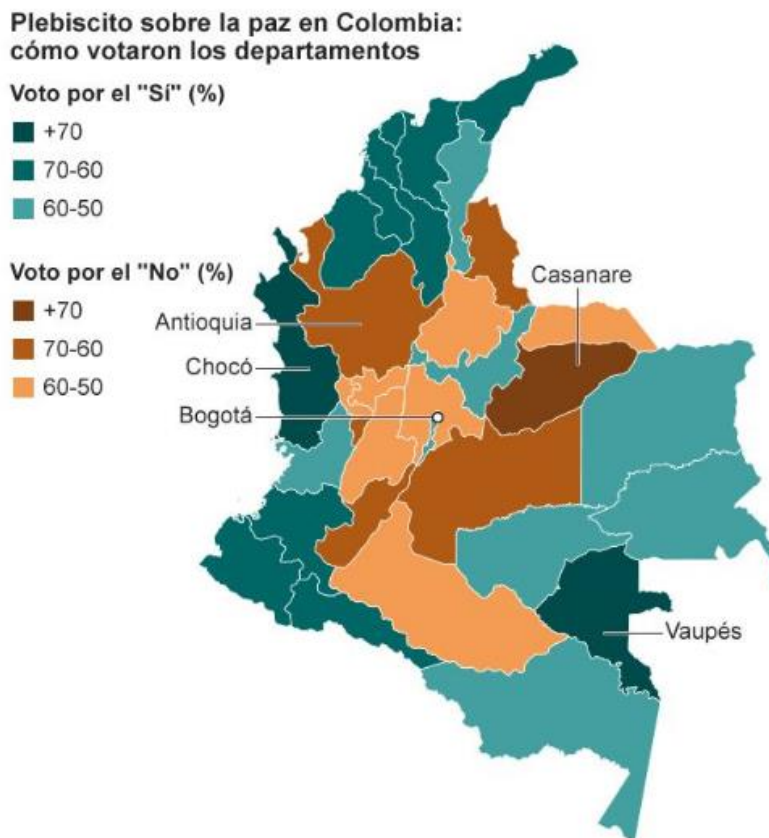 Plebiscito sobre la paz en Colombia:
cómo votaron los departamentos
Voto por el "Sí" (%)
+70
70-60
60-50
Voto por el "No" (%)
+70
70-60
60-50
Casanare
Antioquia
Chocó
Bogotá
Vaupés